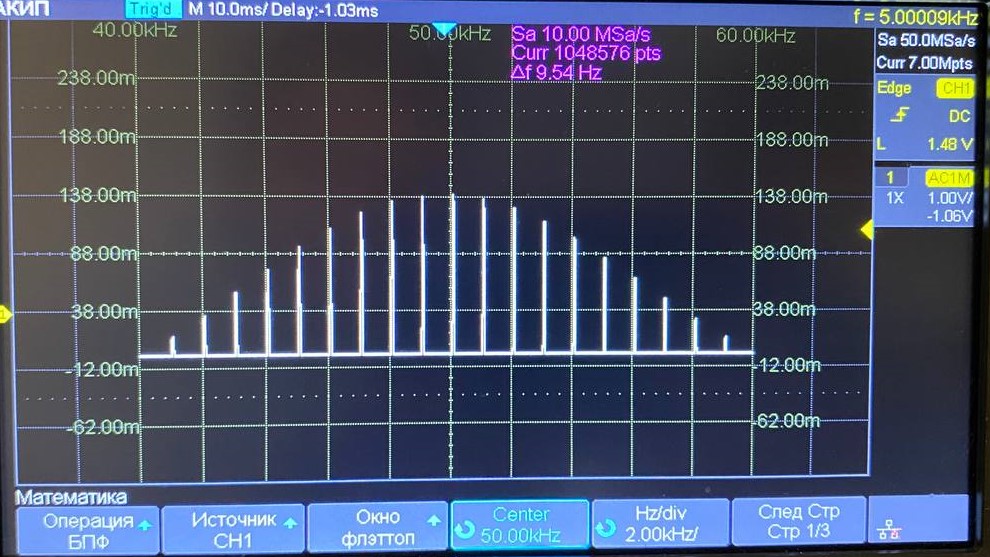 АКИП Trig'd M 10.0ms/ Delay:-1.03ms f = 5.00009kHz
40.00kHz 50.00kHz 60.00kHz
Sa 10.00 MSa/s
Curr 1048576 pts
Δf 9.54 Hz
Sa 50.0MSa/s
Curr 7.00Mpts
Edge CH1
DC
L 1.48 V
1 AC1M
1X 1.00V/
-1.06V
238.00m 238.00m
188.00m 188.00m
138.00m 138.00m
88.00m 88.00m
38.00m 38.00m
-12.00m -12.00m
-62.00m -62.00m
1
Математика
Операция
БПФ
Источник
CH1
Окно
флэттоп
Center
50.00kHz
Hz/div
2.00kHz/
След Стр
Стр 1/3